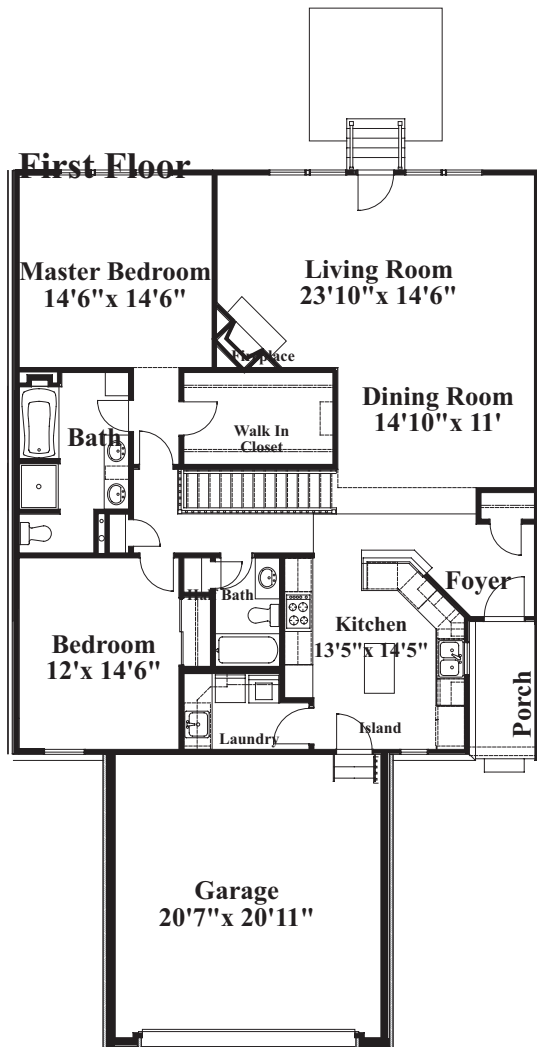 First Floor
Master Bedroom
14'6"x 14'6"
Living Room
23'10"x 14'6"
Fireplace
Dining Room
14'10"x 11'
Bath
Walk In
Closet
Foyer
Hall Bath
Kitchen
13'5"x 14'5"
Bedroom
12'x 14'6"
Porch
Island
Laundry
Garage
20'7"x 20'11"